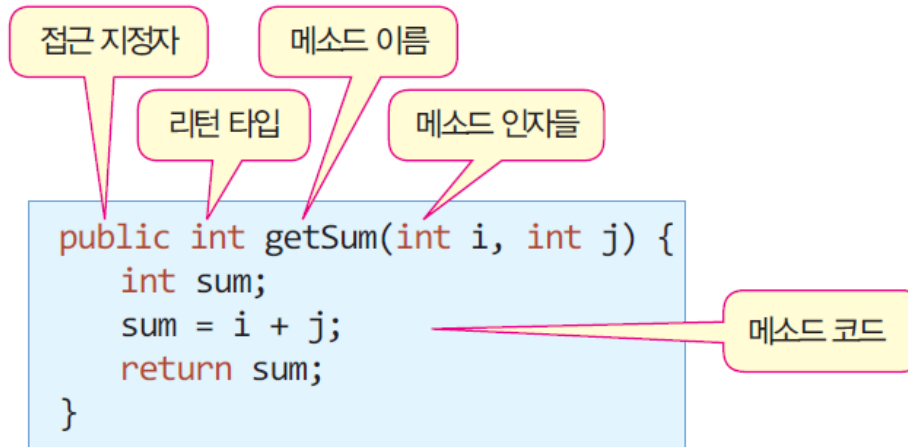 접근 지정자
메소드 이름
리턴 타입
메소드 인자들
public int getSum(int i, int j) {
int sum;
sum = i + j;
return sum;
}
메소드 코드